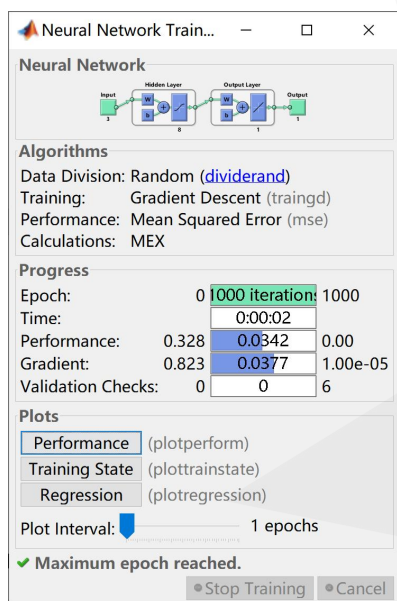 Neural Network Train...
Neural Network
Hidden Layer Output Layer
Input Output
W W
b b
3 8 1 1
Algorithms
Data Division: Random (dividerand)
Training: Gradient Descent (traingd)
Performance: Mean Squared Error (mse)
Calculations: MEX
Progress
Epoch: 0 1000 iterations 1000
Time: 0:00:02
Performance: 0.328 0.0342 0.00
Gradient: 0.823 0.0377 1.00e-05
Validation Checks: 0 0 6
Plots
Performance (plotperform)
Training State (plottrainstate)
Regression (plotregression)
Plot Interval: 1 epochs
Maximum epoch reached.
Stop Training Cancel